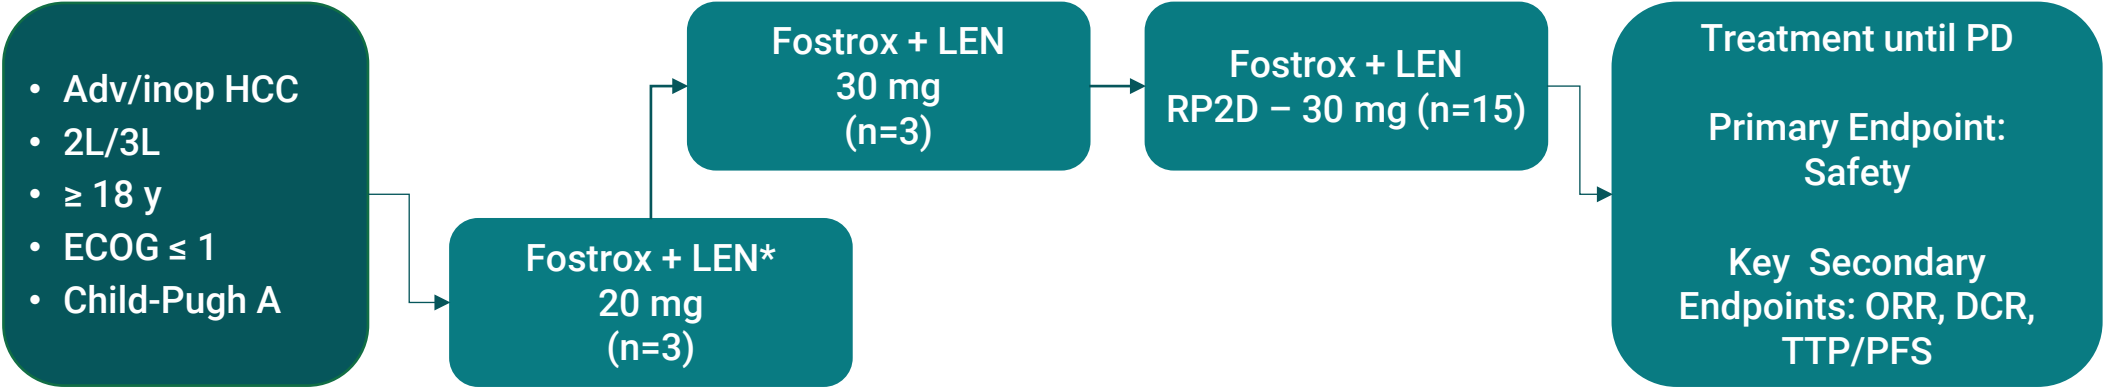 • Adv/inop HCC
• 2L/3L
• ≥ 18 y
• ECOG ≤ 1
• Child-Pugh A
Fostrox + LEN*
20 mg
(n=3)
Fostrox + LEN
30 mg
(n=3)
Fostrox + LEN
RP2D – 30 mg (n=15)
Treatment until PD
Primary Endpoint:
Safety
Key Secondary
Endpoints: ORR, DCR,
TTP/PFS